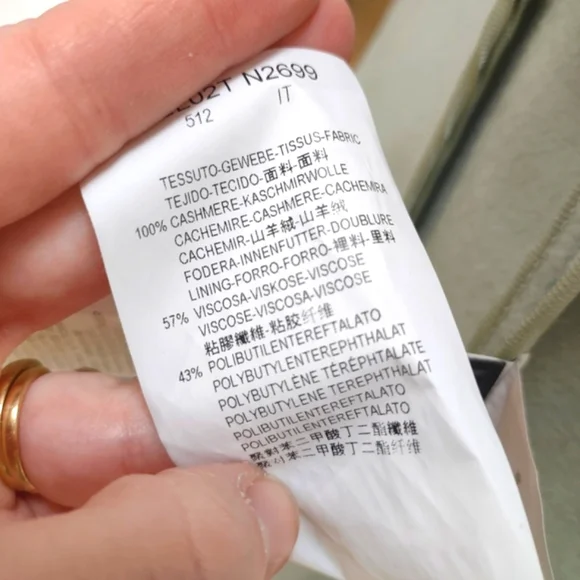 N2699
512 IT
TESSUTO-GEWEBE-TISSUS-FABRIC
TEJIDO-TECIDO-面料-面料
100% CASHMERE-KASCHMIRWOLLE
CACHEMIRE-CASHMERE-CACHEMIRA
CACHEMIR-山羊絨-山羊绒
FODERA-INNENFUTTER-DOUBLURE
LINING-FORRO-FORRO-裡料-里料
57% VISCOSA-VISKOSE-VISCOSE
VISCOSE-VISCOSA-VISCOSE
粘膠纖維-粘胶纤维
43% POLIBUTILENTEREFTALATO
POLYBUTYLENTEREPHTHALAT
POLYBUTYLENE TÉRÉPHTALATE
POLYBUTYLENE TEREPHTHALAT
POLIBUTILENTEREFTALATO
POLIBUTILENTEREFTALATO
聚對苯二甲酸丁二酯纖維
聚对苯二甲酸丁二酯纤维